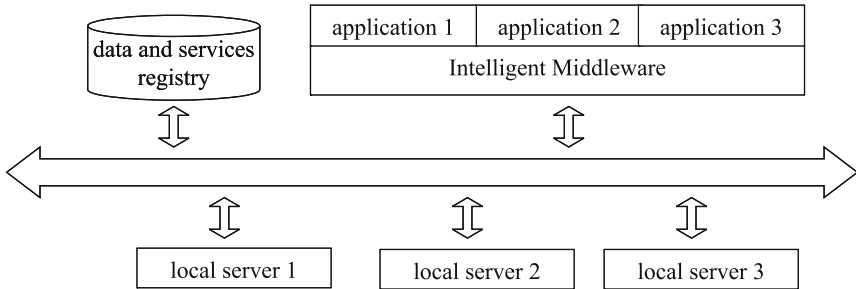 data and services
registry
application 1
application 2
application 3
Intelligent Middleware
local server 1
local server 2
local server 3